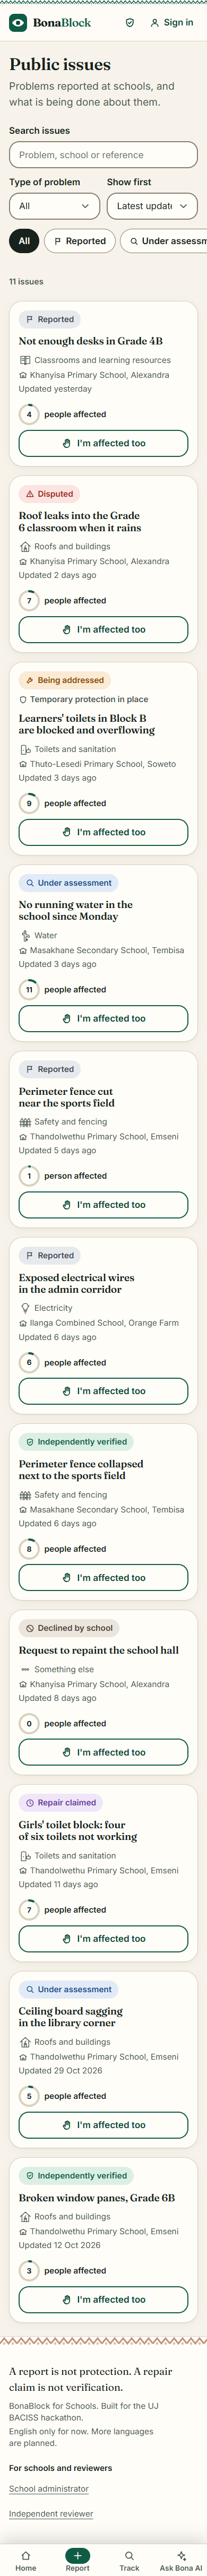 BonaBlock
Sign in
Public issues
Problems reported at schools, and
what is being done about them.
Search issues
Problem, school or reference
Type of problem
Show first
All
Latest update
All
Reported
Under assessm
11 issues
Reported
Not enough desks in Grade 4B
Classrooms and learning resources
Khanyisa Primary School, Alexandra
Updated yesterday
4 people affected
I'm affected too
Disputed
Roof leaks into the Grade
6 classroom when it rains
Roofs and buildings
Khanyisa Primary School, Alexandra
Updated 2 days ago
7 people affected
I'm affected too
Being addressed
Temporary protection in place
Learners' toilets in Block B
are blocked and overflowing
Toilets and sanitation
Thuto-Lesedi Primary School, Soweto
Updated 3 days ago
9 people affected
I'm affected too
Under assessment
No running water in the
school since Monday
Water
Masakhane Secondary School, Tembisa
Updated 3 days ago
11 people affected
I'm affected too
Reported
Perimeter fence cut
near the sports field
Safety and fencing
Thandolwethu Primary School, Emseni
Updated 5 days ago
1 person affected
I'm affected too
Reported
Exposed electrical wires
in the admin corridor
Electricity
Ilanga Combined School, Orange Farm
Updated 6 days ago
6 people affected
I'm affected too
Independently verified
Perimeter fence collapsed
next to the sports field
Safety and fencing
Masakhane Secondary School, Tembisa
Updated 6 days ago
8 people affected
I'm affected too
Declined by school
Request to repaint the school hall
Something else
Khanyisa Primary School, Alexandra
Updated 8 days ago
0 people affected
I'm affected too
Repair claimed
Girls' toilet block: four
of six toilets not working
Toilets and sanitation
Thandolwethu Primary School, Emseni
Updated 11 days ago
7 people affected
I'm affected too
Under assessment
Ceiling board sagging
in the library corner
Roofs and buildings
Thandolwethu Primary School, Emseni
Updated 29 Oct 2026
5 people affected
I'm affected too
Independently verified
Broken window panes, Grade 6B
Roofs and buildings
Thandolwethu Primary School, Emseni
Updated 12 Oct 2026
3 people affected
I'm affected too
A report is not protection. A repair
claim is not verification.
BonaBlock for Schools. Built for the UJ
BACISS hackathon.
English only for now. More languages
are planned.
For schools and reviewers
School administrator
Independent reviewer
Home
Report
Track
Ask Bona AI